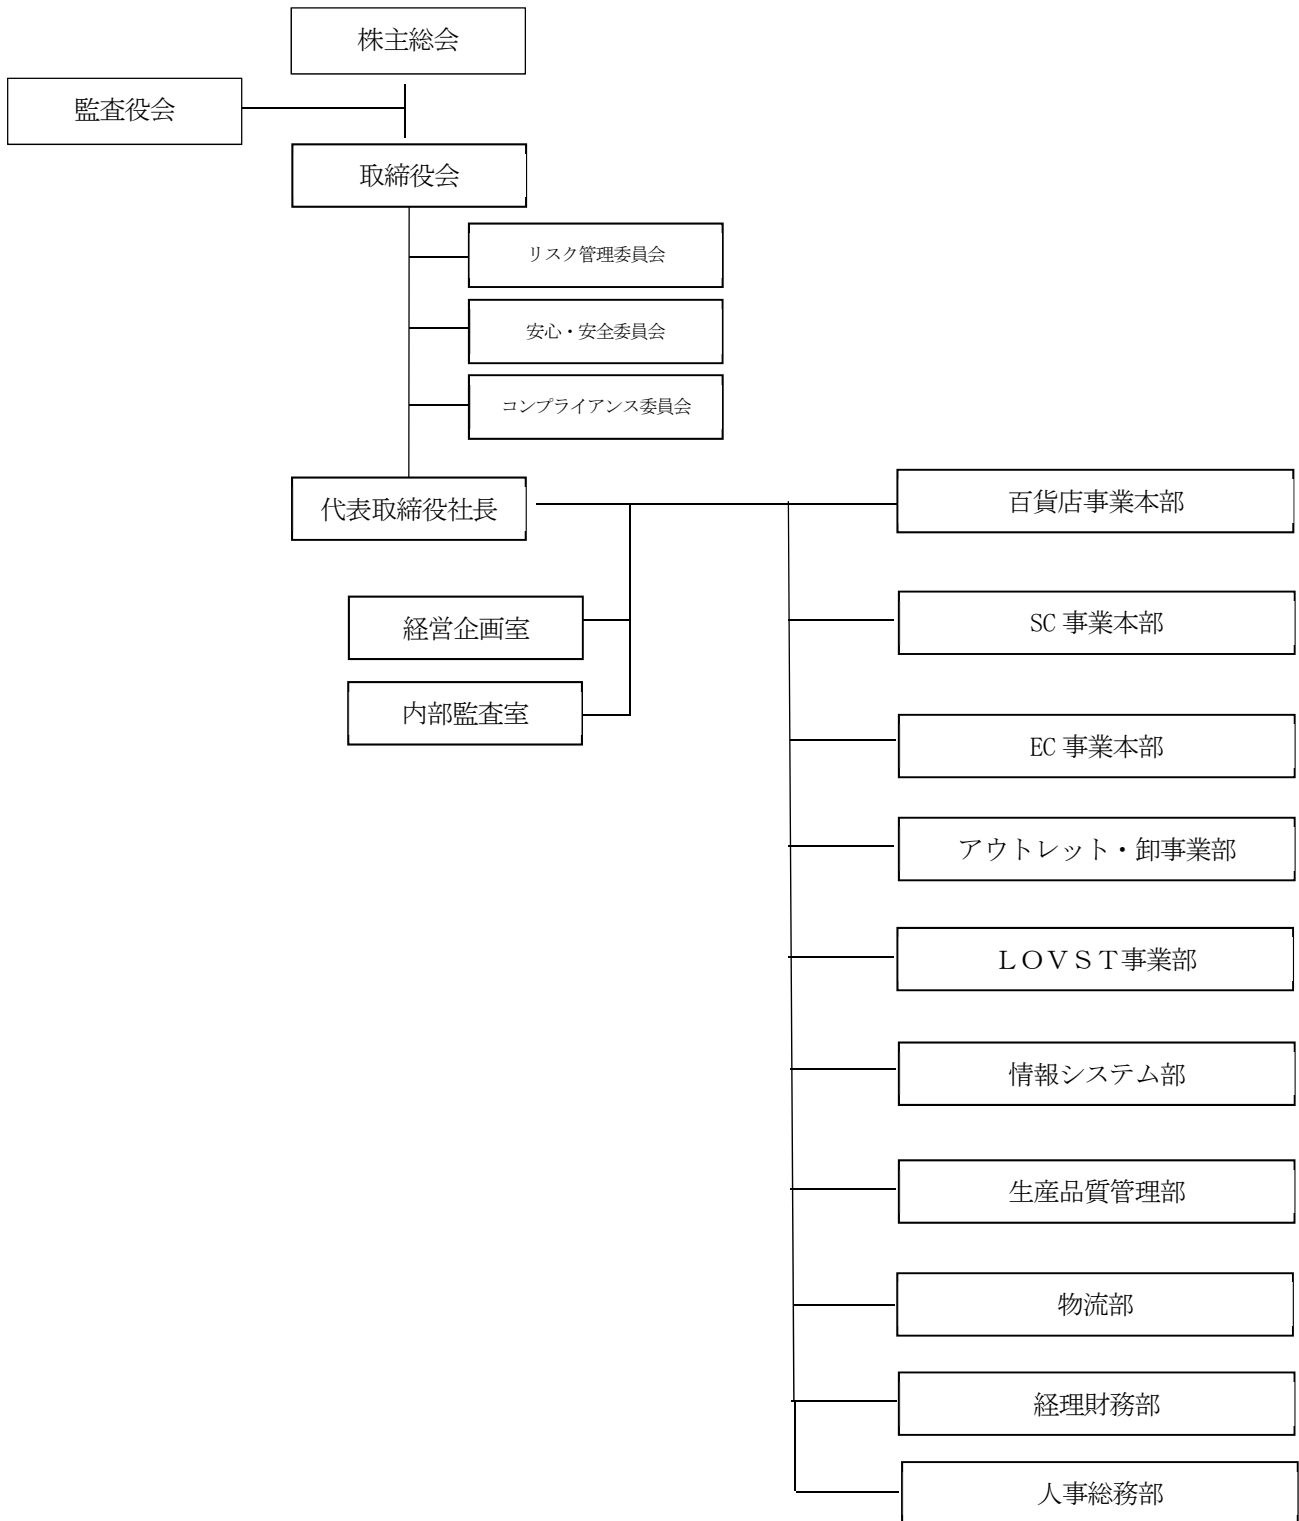 株主総会
監査役会
取締役会
リスク管理委員会
安心・安全委員会
コンプライアンス委員会
代表取締役社長
経営企画室
内部監査室
百貨店事業本部
SC 事業本部
EC 事業本部
アウトレット・卸事業部
ＬＯＶＳＴ事業部
情報システム部
生産品質管理部
物流部
経理財務部
人事総務部